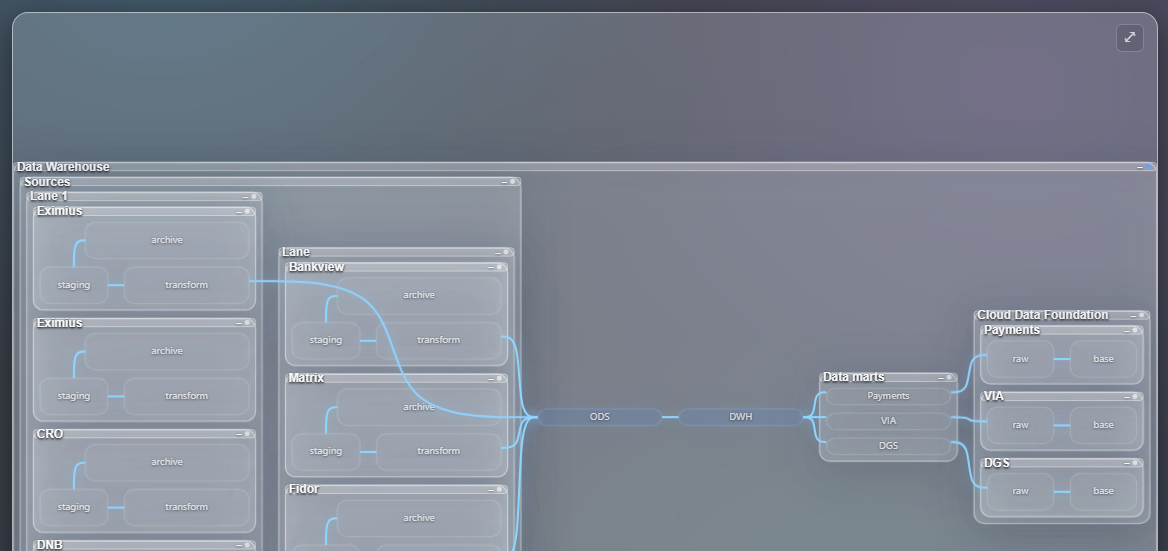 Data Warehouse
Sources
Lane 1
Eximius
archive
staging
transform
Eximius
archive
staging
transform
CRO
archive
staging
transform
DNB
Lane
Bankview
archive
staging
transform
Matrix
archive
staging
transform
Fidor
archive
ODS
DWH
Data marts
Payments
VIA
DGS
Cloud Data Foundation
Payments
raw
base
VIA
raw
base
DGS
raw
base